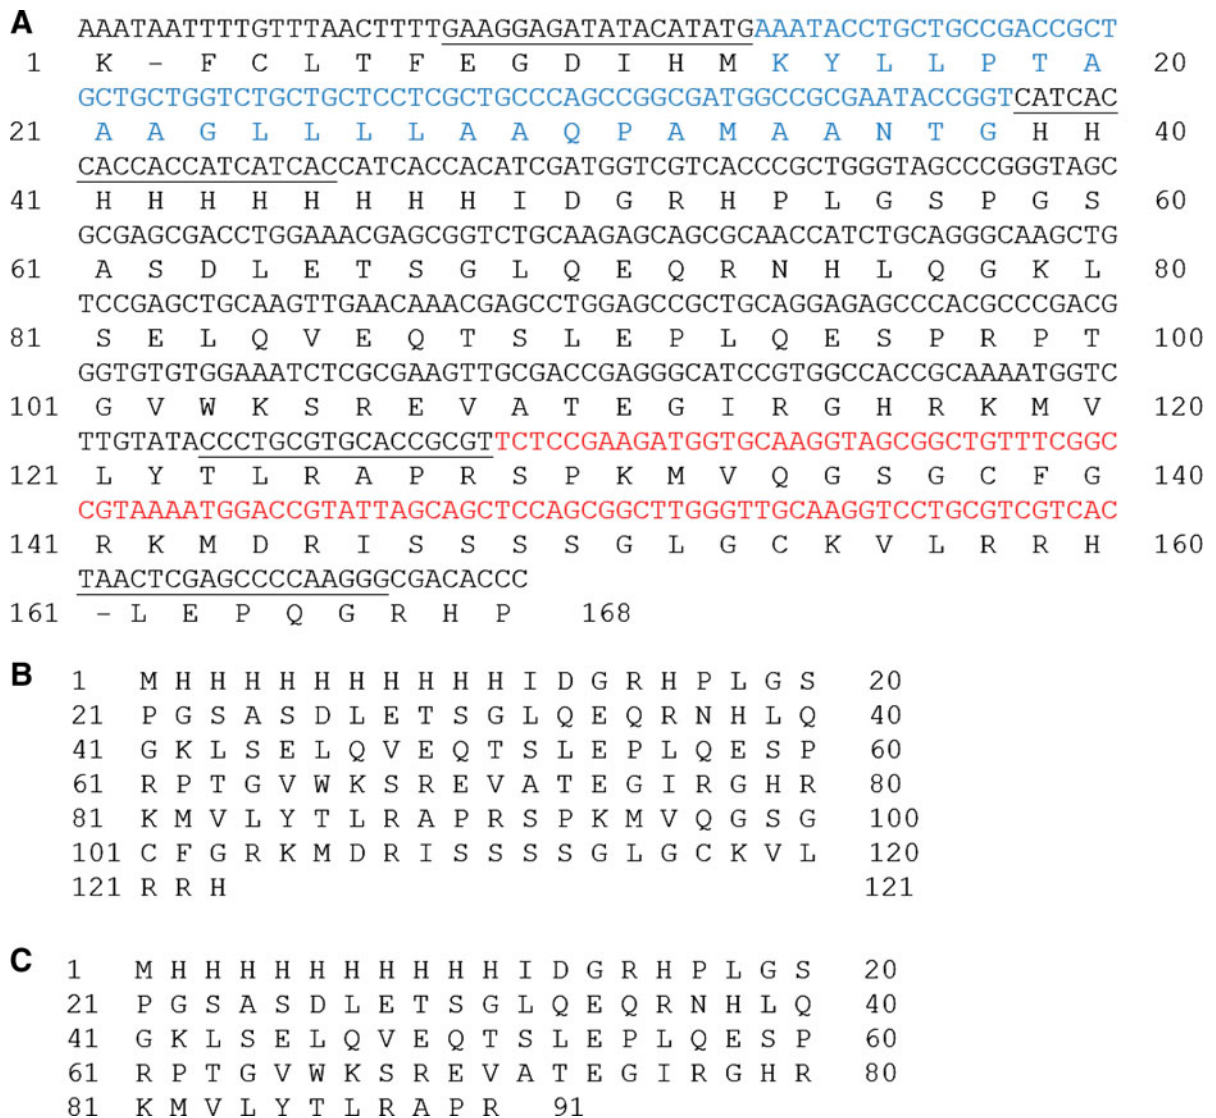 A AAATAATTTTGTTTAACTTTTGAAGGAGATATACATATGAAATACCTGCTGCCGACCGCT
1 K – F C L T F E G D I H M K Y L L P T A 20
GCTGCTGGTCTGCTGCTCCTCGCTGCCCAGCCGGCGATGGCCGCGAATACCGGTCATCAC
21 A A G L L L L A A Q P A M A A N T G H H 40
CACCACCATCATCACCATCACCACATCGATGGTCGTCACCCGCTGGGTAGCCCGGGTAGC
41 H H H H H H H H I D G R H P L G S P G S 60
GCGAGCGACCTGGAAACGAGCGGTCTGCAAGAGCAGCGCAACCATCTGCAGGGCAAGCTG
61 A S D L E T S G L Q E Q R N H L Q G K L 80
TCCGAGCTGCAAGTTGAACAAACGAGCCTGGAGCCGCTGCAGGAGAGCCCACGCCCGACG
81 S E L Q V E Q T S L E P L Q E S P R P T 100
GGTGTGTGGAAATCTCGCGAAGTTGCGACCGAGGGCATCCGTGGCCACCGCAAAATGGTC
101 G V W K S R E V A T E G I R G H R K M V 120
TTGTATACCCTGCGTGCACCGCGTTCTCCGAAGATGGTGCAAGGTAGCGGCTGTTTCGGC
121 L Y T L R A P R S P K M V Q G S G C F G 140
CGTAAAATGGACCGTATTAGCAGCTCCAGCGGCTTGGGTTGCAAGGTCCTGCGTCGTCAC
141 R K M D R I S S S S G L G C K V L R R H 160
TAACTCGAGCCCCAAGGGCGACACCC
161 – L E P Q G R H P 168
B 1 M H H H H H H H H H H I D G R H P L G S 20
21 P G S A S D L E T S G L Q E Q R N H L Q 40
41 G K L S E L Q V E Q T S L E P L Q E S P 60
61 R P T G V W K S R E V A T E G I R G H R 80
81 K M V L Y T L R A P R S P K M V Q G S G 100
101 C F G R K M D R I S S S S G L G C K V L 120
121 R R H 121
C 1 M H H H H H H H H H H I D G R H P L G S 20
21 P G S A S D L E T S G L Q E Q R N H L Q 40
41 G K L S E L Q V E Q T S L E P L Q E S P 60
61 R P T G V W K S R E V A T E G I R G H R 80
81 K M V L Y T L R A P R 91